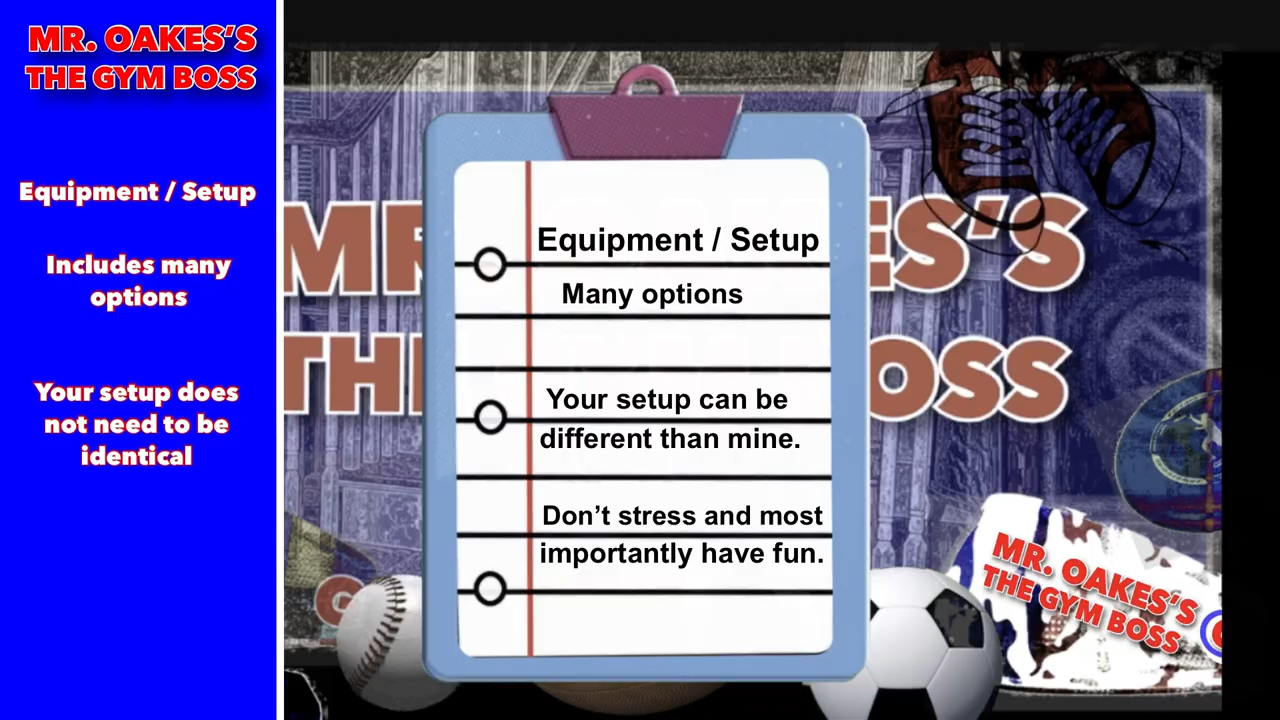 MR. OAKES'S
THE GYM BOSS
Equipment / Setup
Includes many
options
Your setup does
not need to be
identical
Equipment / Setup
Many options
Your setup can be
different than mine.
Don't stress and most
importantly have fun.
MR. OAKES'S
THE GYM BOSS